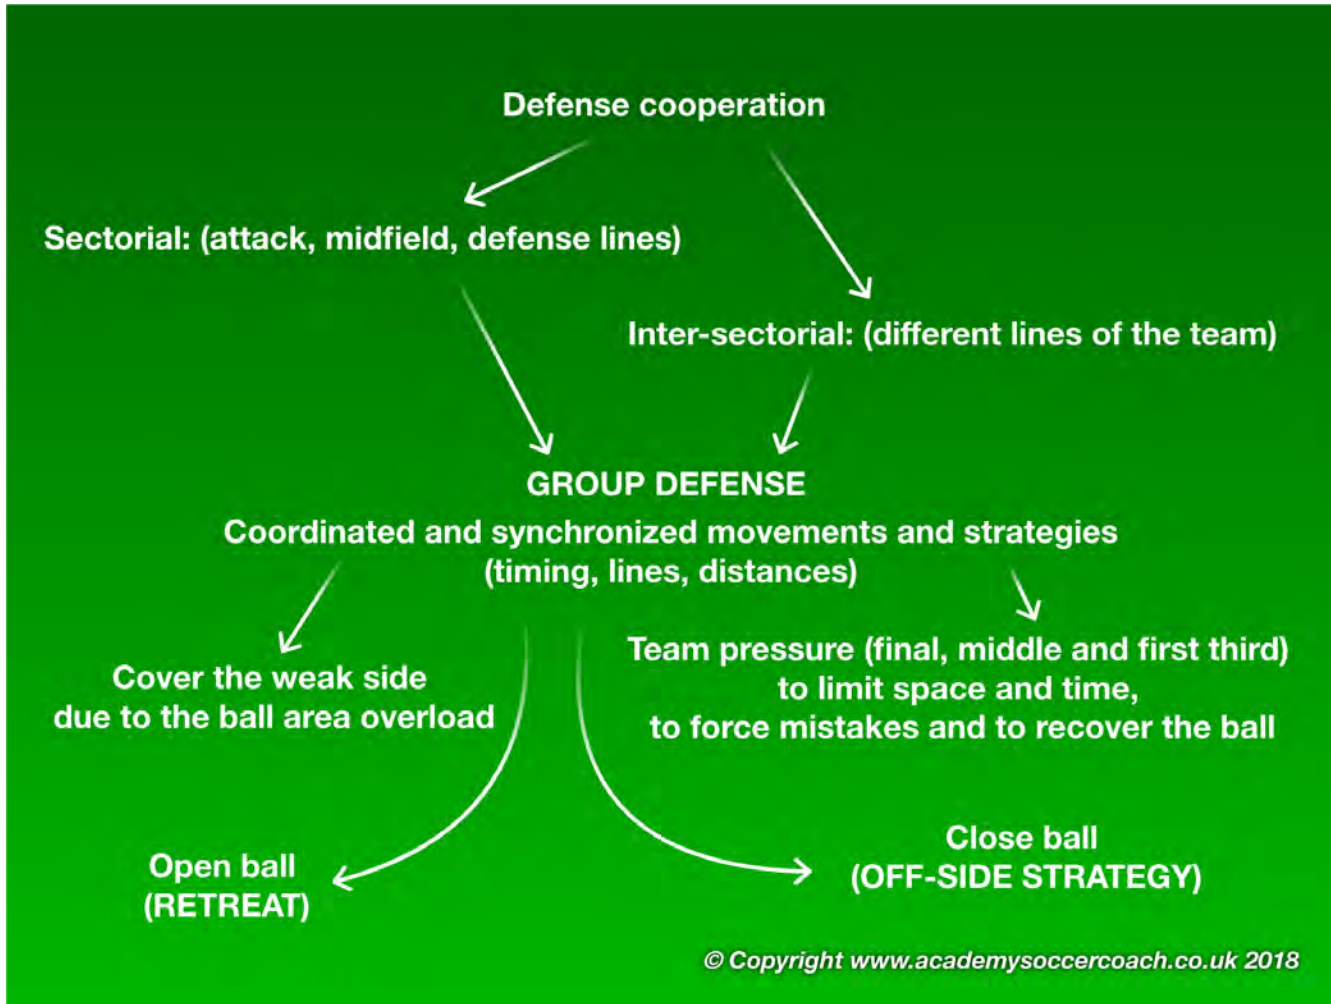 Defense cooperation
Sectorial: (attack, midfield, defense lines)
Inter-sectorial: (different lines of the team)
GROUP DEFENSE
Coordinated and synchronized movements and strategies
(timing, lines, distances)
Cover the weak side
due to the ball area overload
Team pressure (final, middle and first third)
to limit space and time,
to force mistakes and to recover the ball
Open ball
(RETREAT)
Close ball
(OFF-SIDE STRATEGY)
© Copyright www.academysoccercoach.co.uk 2018